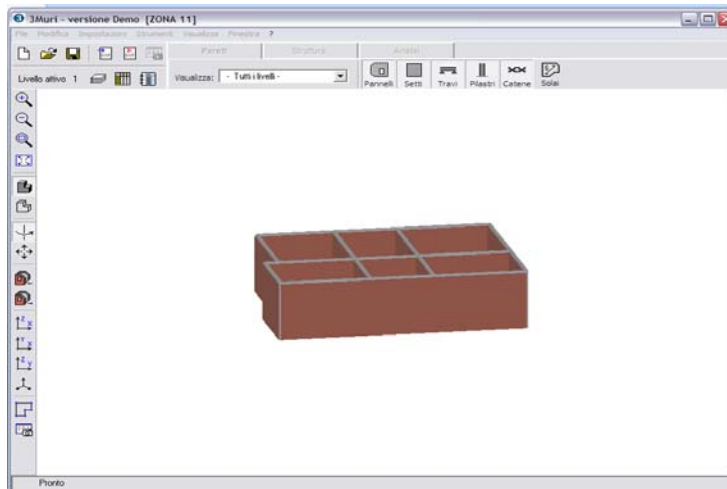 3Muri - versione Demo [ZONA 11]
File Modifica Impostazioni Strumenti Visualizza Finestra ?
Pareti Struttura Analisi
Livello attivo 1 Visualizza: - Tutti i livelli -
Pannelli Setti Travi Pilastri Catene Solai
Pronto